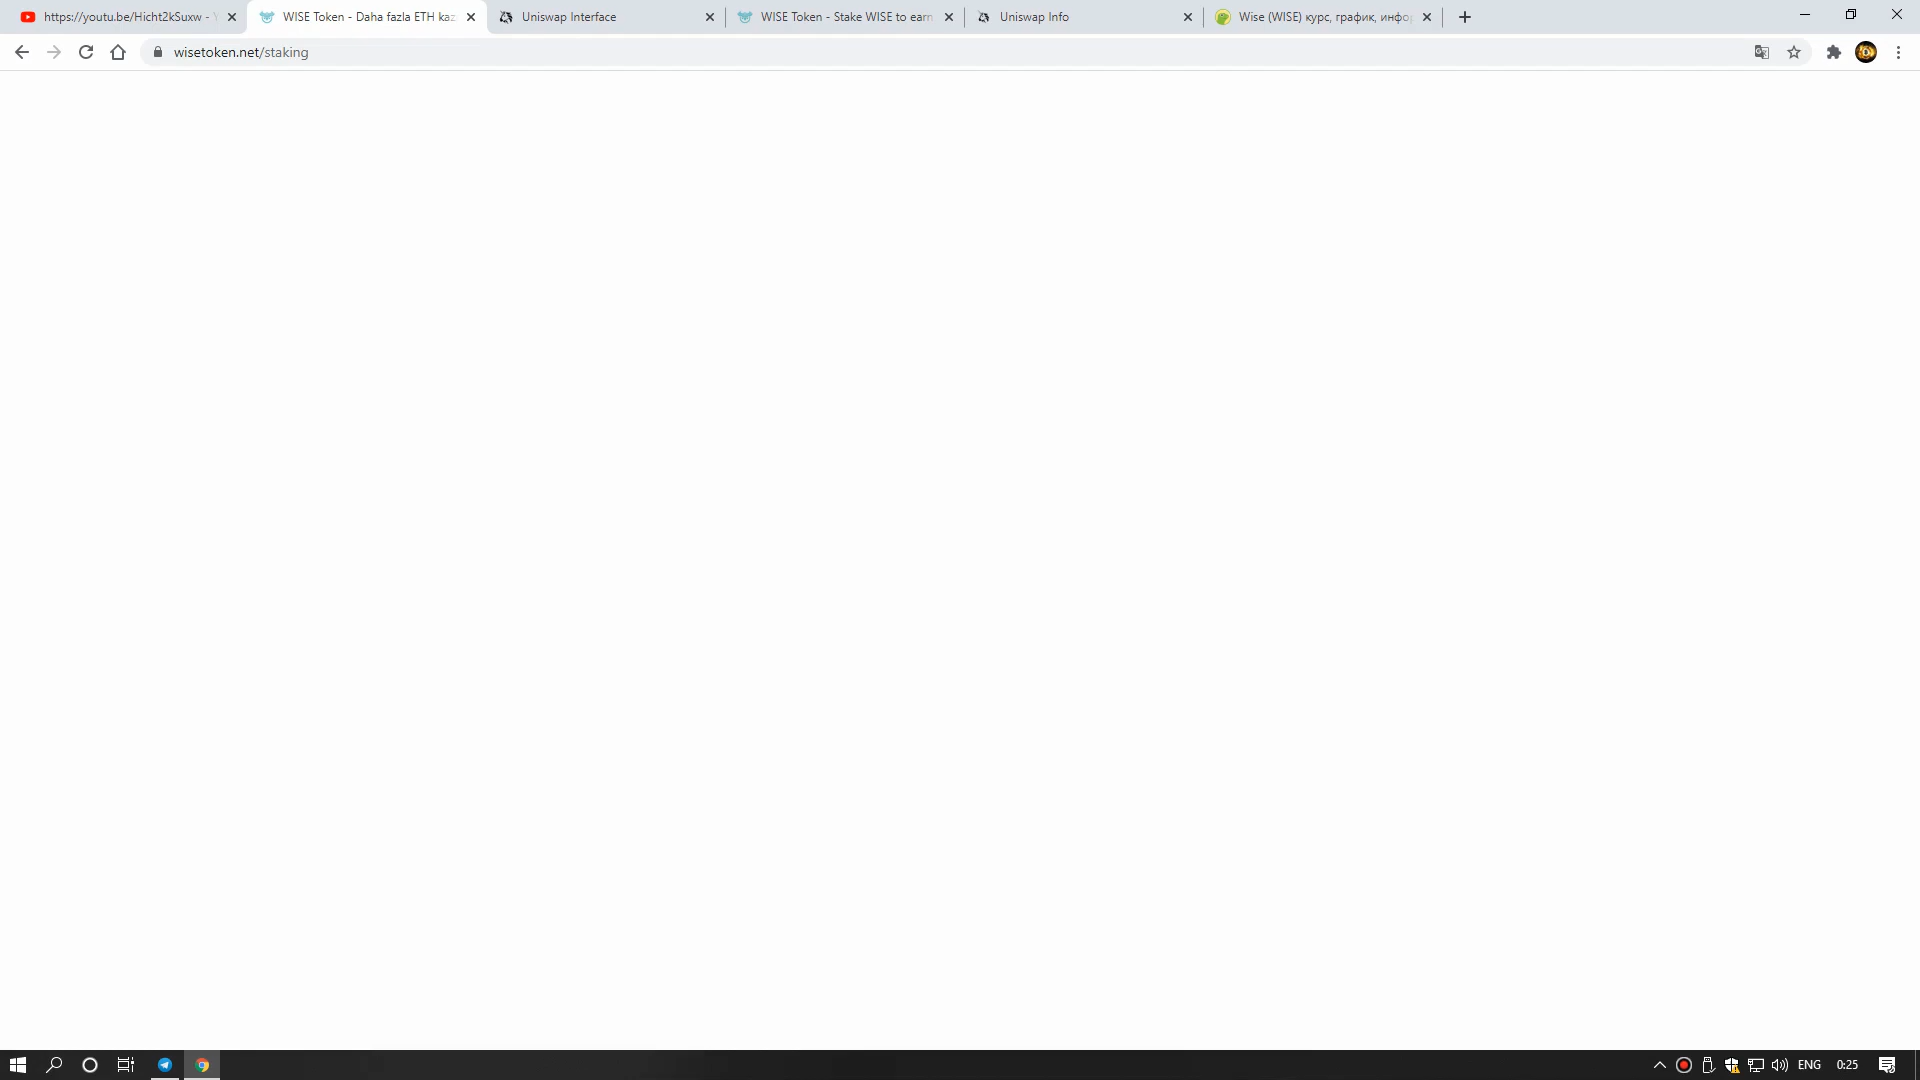 https://youtu.be/Hicht2kSuxw - Y
WISE Token - Daha fazla ETH kaz
Uniswap Interface
WISE Token - Stake WISE to earn
Uniswap Info
Wise (WISE) курс, график, инфо
wisetoken.net/staking
ENG
0:25